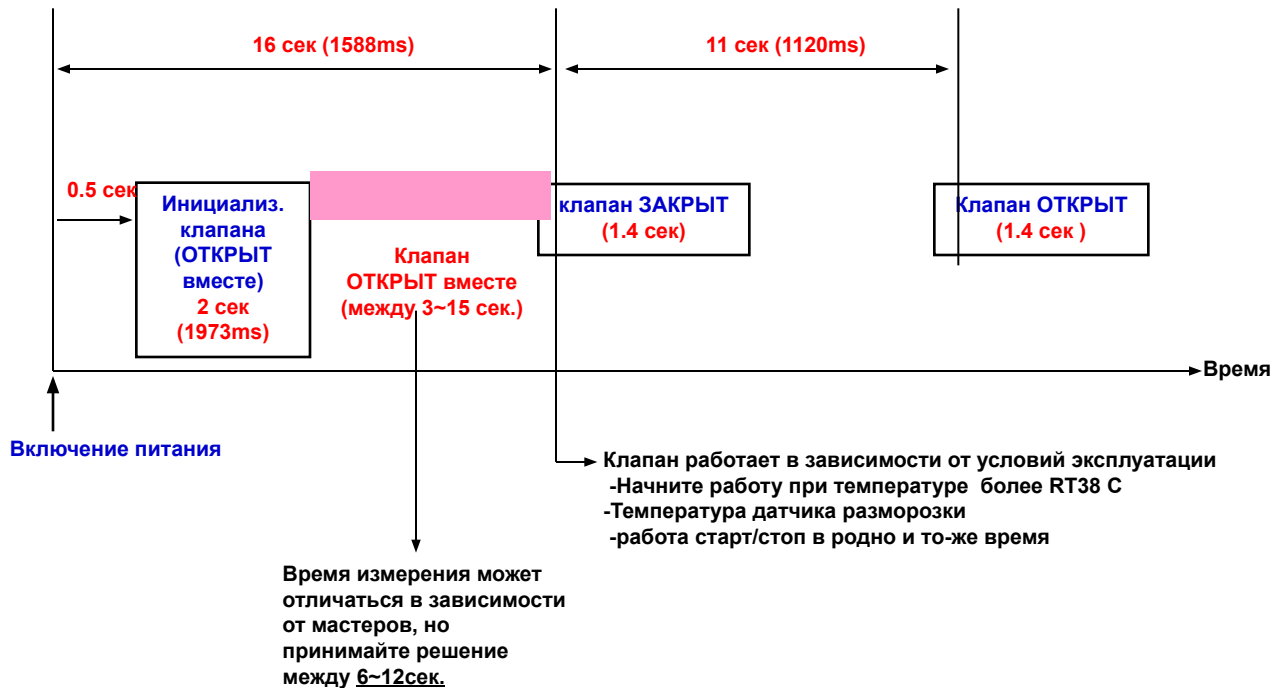 16 сек (1588ms)
11 сек (1120ms)
0.5 сек
Инициализ.
клапана
(ОТКРЫТ
вместе)
2 сек
(1973ms)
Клапан
ОТКРЫТ вместе
(между 3~15 сек.)
клапан ЗАКРЫТ
(1.4 сек)
Клапан ОТКРЫТ
(1.4 сек )
Время
Включение питания
Клапан работает в зависимости от условий эксплуатации
-Начните работу при температуре более RT38 C
-Температура датчика разморозки
-работа старт/стоп в родно и то-же время
Время измерения может
отличаться в зависимости
от мастеров, но
принимайте решение
между 6~12сек.